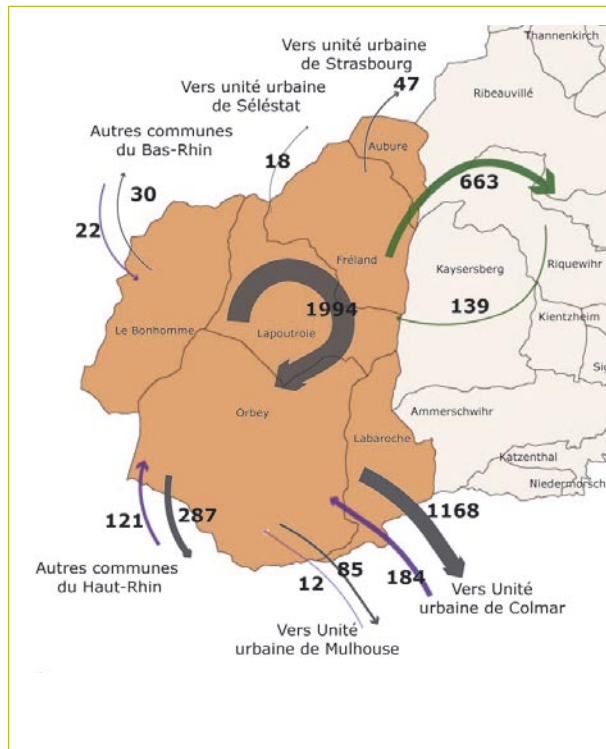 Thannenkirch
Vers unité urbaine
de Strasbourg
47
Ribeauvillé
Vers unité urbaine
de Séléstat
Autres communes
du Bas-Rhin
Aubure
18
663
30
22
Fréland
Kaysersberg
Riquewihr
139
1994
Le Bonhomme
Lapoutroie
Kientzheim
Sig
Orbey
Ammerschwihr
Labaroche
Katzenthal
Niedermorsch
121
287
1168
Autres communes
du Haut-Rhin
12
85
184
Vers Unité
urbaine de Colmar
Vers Unité
urbaine de Mulhouse